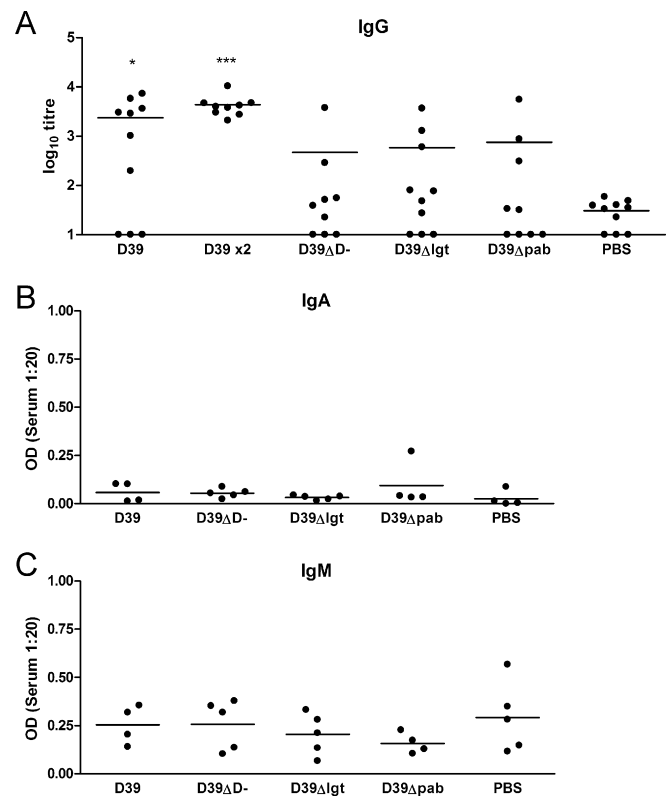 A
IgG
log10 titre
5
4
3
2
1
*
***
D39 D39 x2 D39ΔD- D39Δlgt D39Δpab PBS
B
IgA
OD (Serum 1:20)
1.00
0.75
0.50
0.25
0.00
D39 D39ΔD- D39Δlgt D39Δpab PBS
C
IgM
OD (Serum 1:20)
1.00
0.75
0.50
0.25
0.00
D39 D39ΔD- D39Δlgt D39Δpab PBS